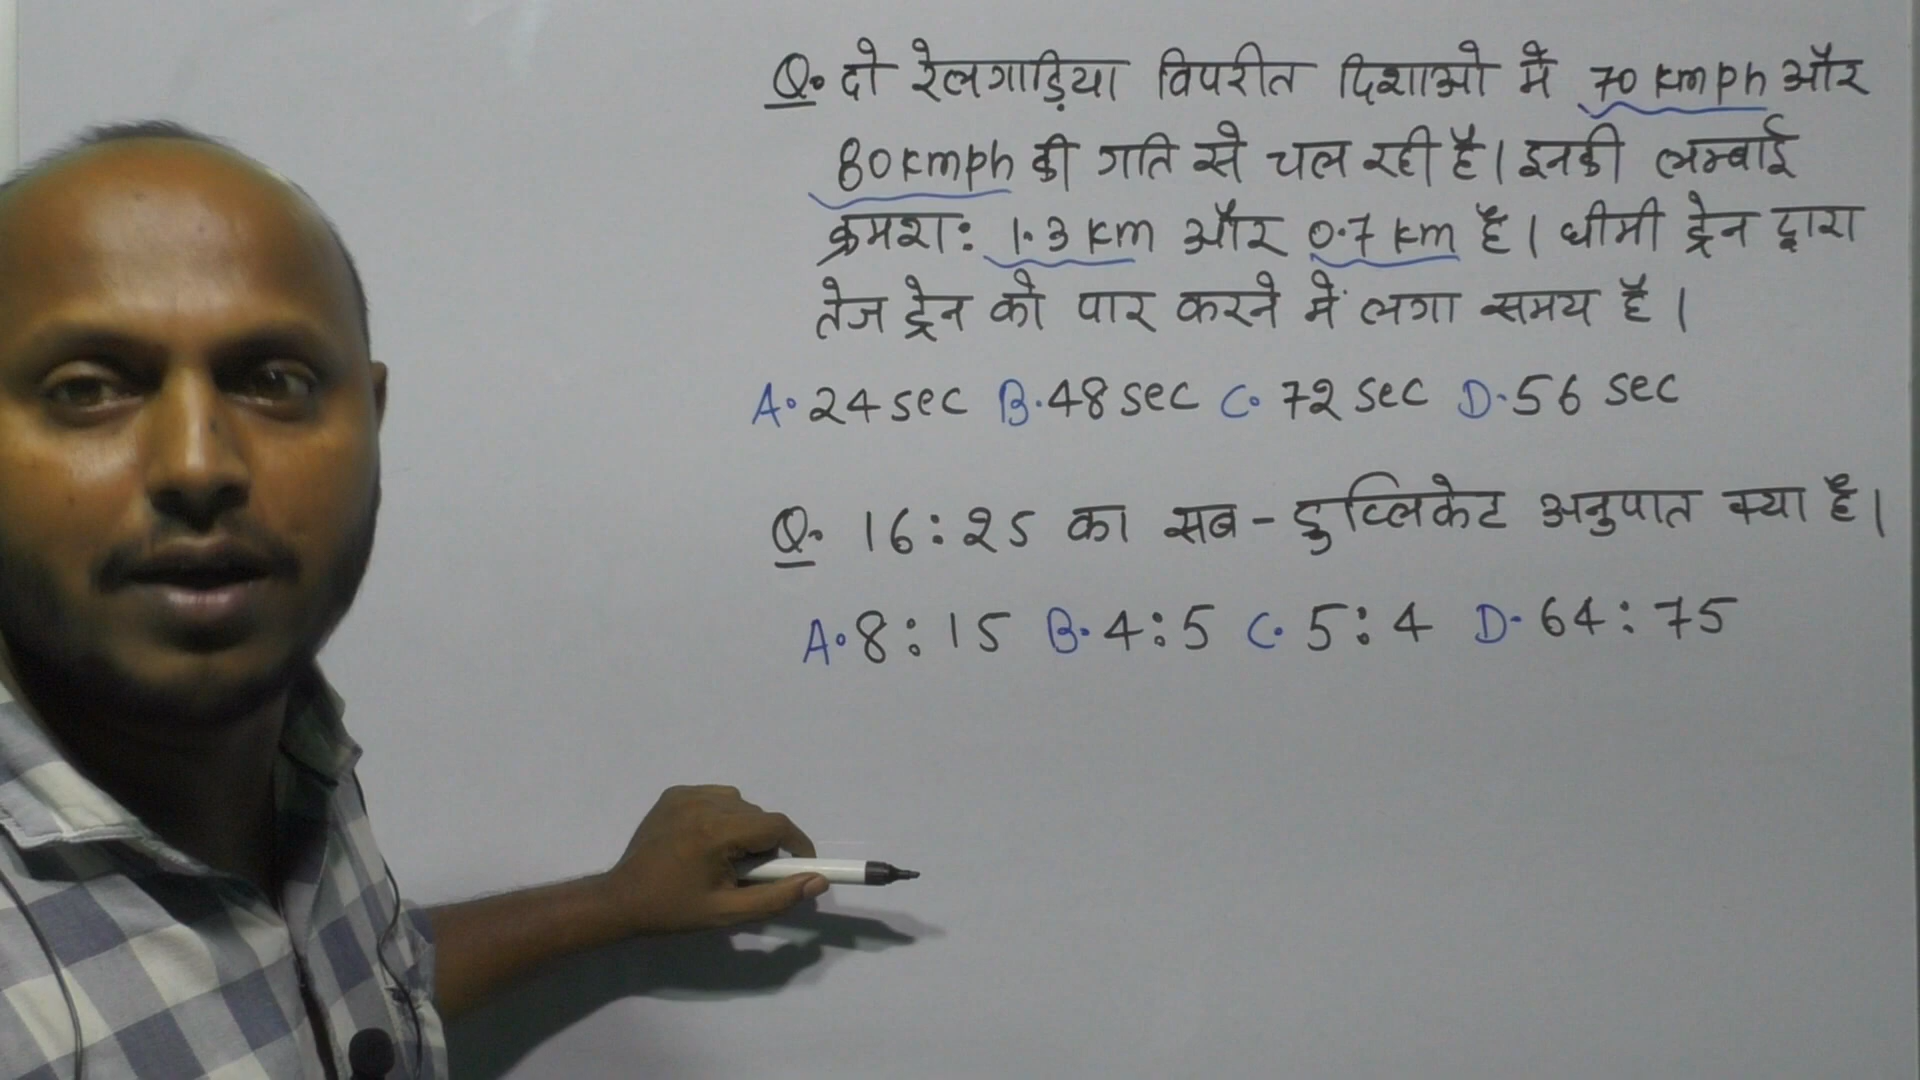 Q. दो रेलगाड़िया विपरीत दिशाओ में 70 kmph और
80 kmph की गति से चल रही है। इनकी लम्बाई
क्रमश: 1.3 km और 0.7 km है। धीमी ट्रेन द्वारा
तेज ट्रेन को पार करने में लगा समय है।
A. 24 sec B. 48 sec C. 72 sec D. 56 sec
Q. 16 : 25 का सब - डुप्लिकेट अनुपात क्या है।
A. 8 : 15 B. 4 : 5 C. 5 : 4 D. 64 : 75